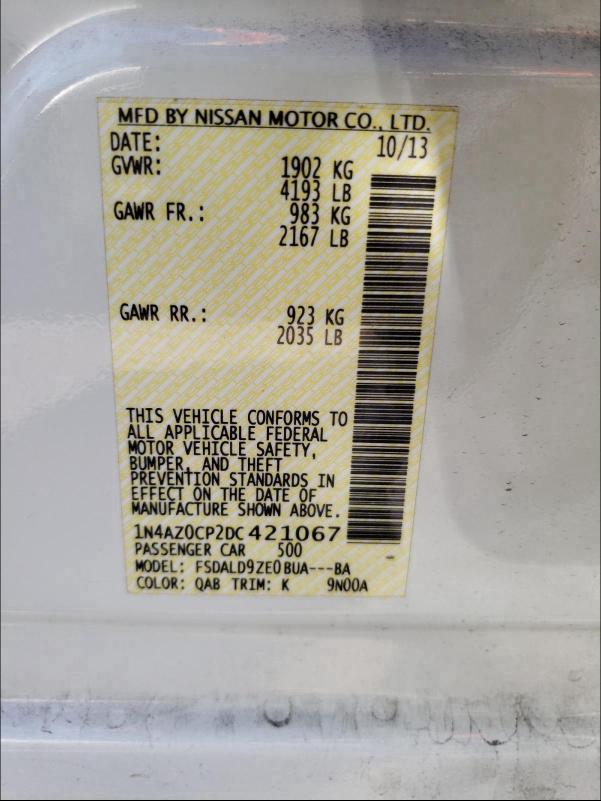 MFD BY NISSAN MOTOR CO., LTD.
DATE: 10/13
GVWR: 1902 KG
4193 LB
GAWR FR.: 983 KG
2167 LB
GAWR RR.: 923 KG
2035 LB
THIS VEHICLE CONFORMS TO
ALL APPLICABLE FEDERAL
MOTOR VEHICLE SAFETY,
BUMPER, AND THEFT
PREVENTION STANDARDS IN
EFFECT ON THE DATE OF
MANUFACTURE SHOWN ABOVE.
1N4AZ0CP2DC421067
PASSENGER CAR 500 -
MODEL: FSDALD9ZE0BUA---BA
COLOR: QAB TRIM: K 9N00A